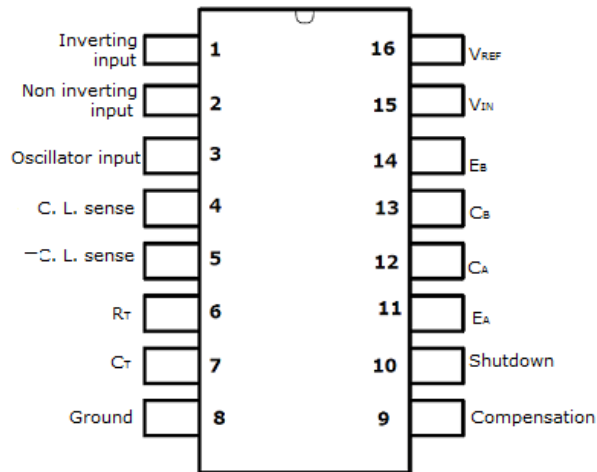 Inverting
input
1
16
VREF
Non inverting
input
2
15
VIN
Oscillator input
3
14
EB
C. L. sense
4
13
CB
−C. L. sense
5
12
CA
RT
6
11
EA
CT
7
10
Shutdown
Ground
8
9
Compensation